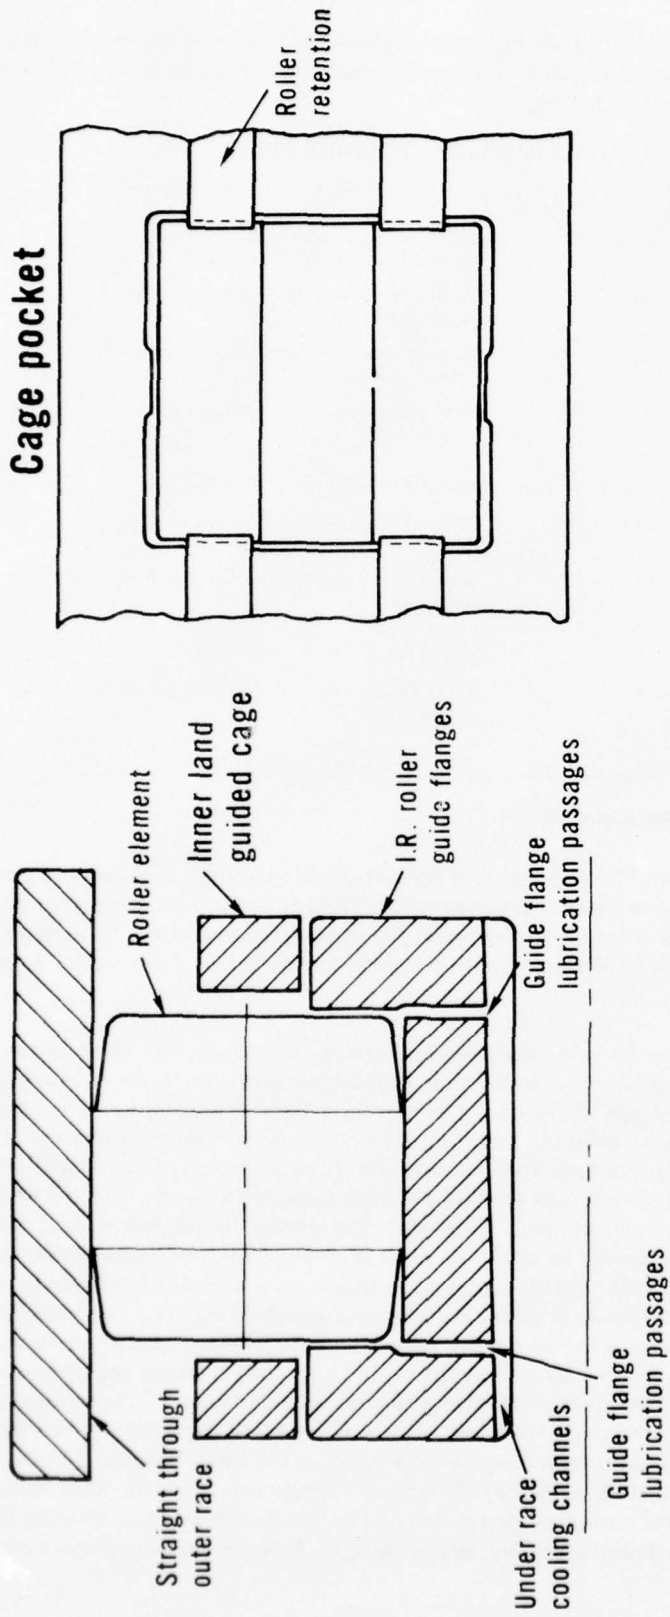 Cage pocket
Roller
retention
Roller element
Inner land
guided cage
I.R. roller
guide flanges
Guide flange
lubrication passages
Straight through
outer race
Under race
cooling channels
Guide flange
lubrication passages